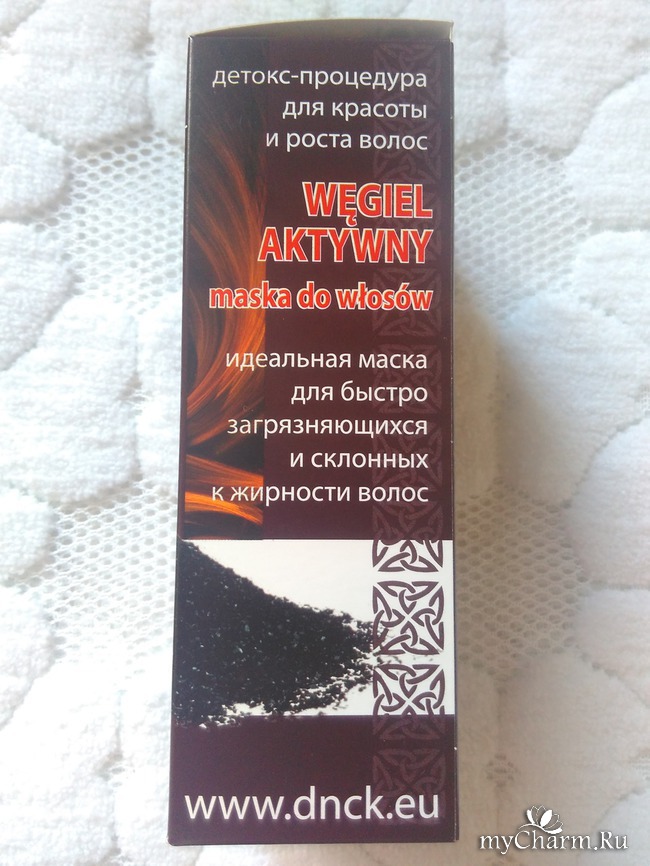 детокс-процедура
для красоты
и роста волос
WĘGIEL
AKTYWNY
maska do włosów
идеальная маска
для быстро
загрязняющихся
и склонных
к жирности волос
www.dnck.eu
myCharm.Ru